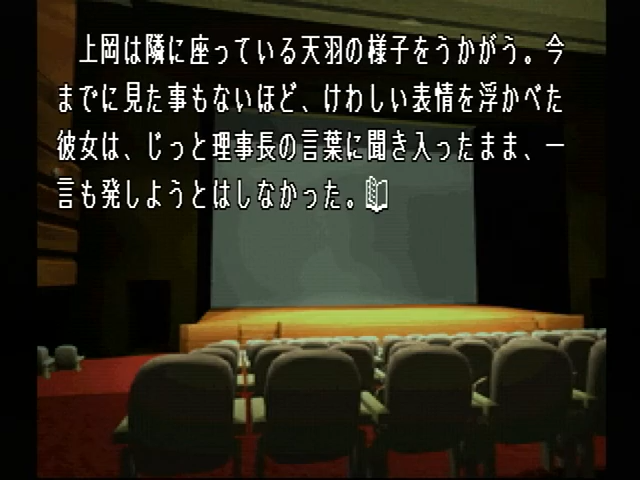 上岡は隣に座っている天羽の様子をうかがう。今
までに見た事もないほど、けわしい表情を浮かべた
彼女は、じっと理事長の言葉に聞き入ったまま、一
言も発しようとはしなかった。